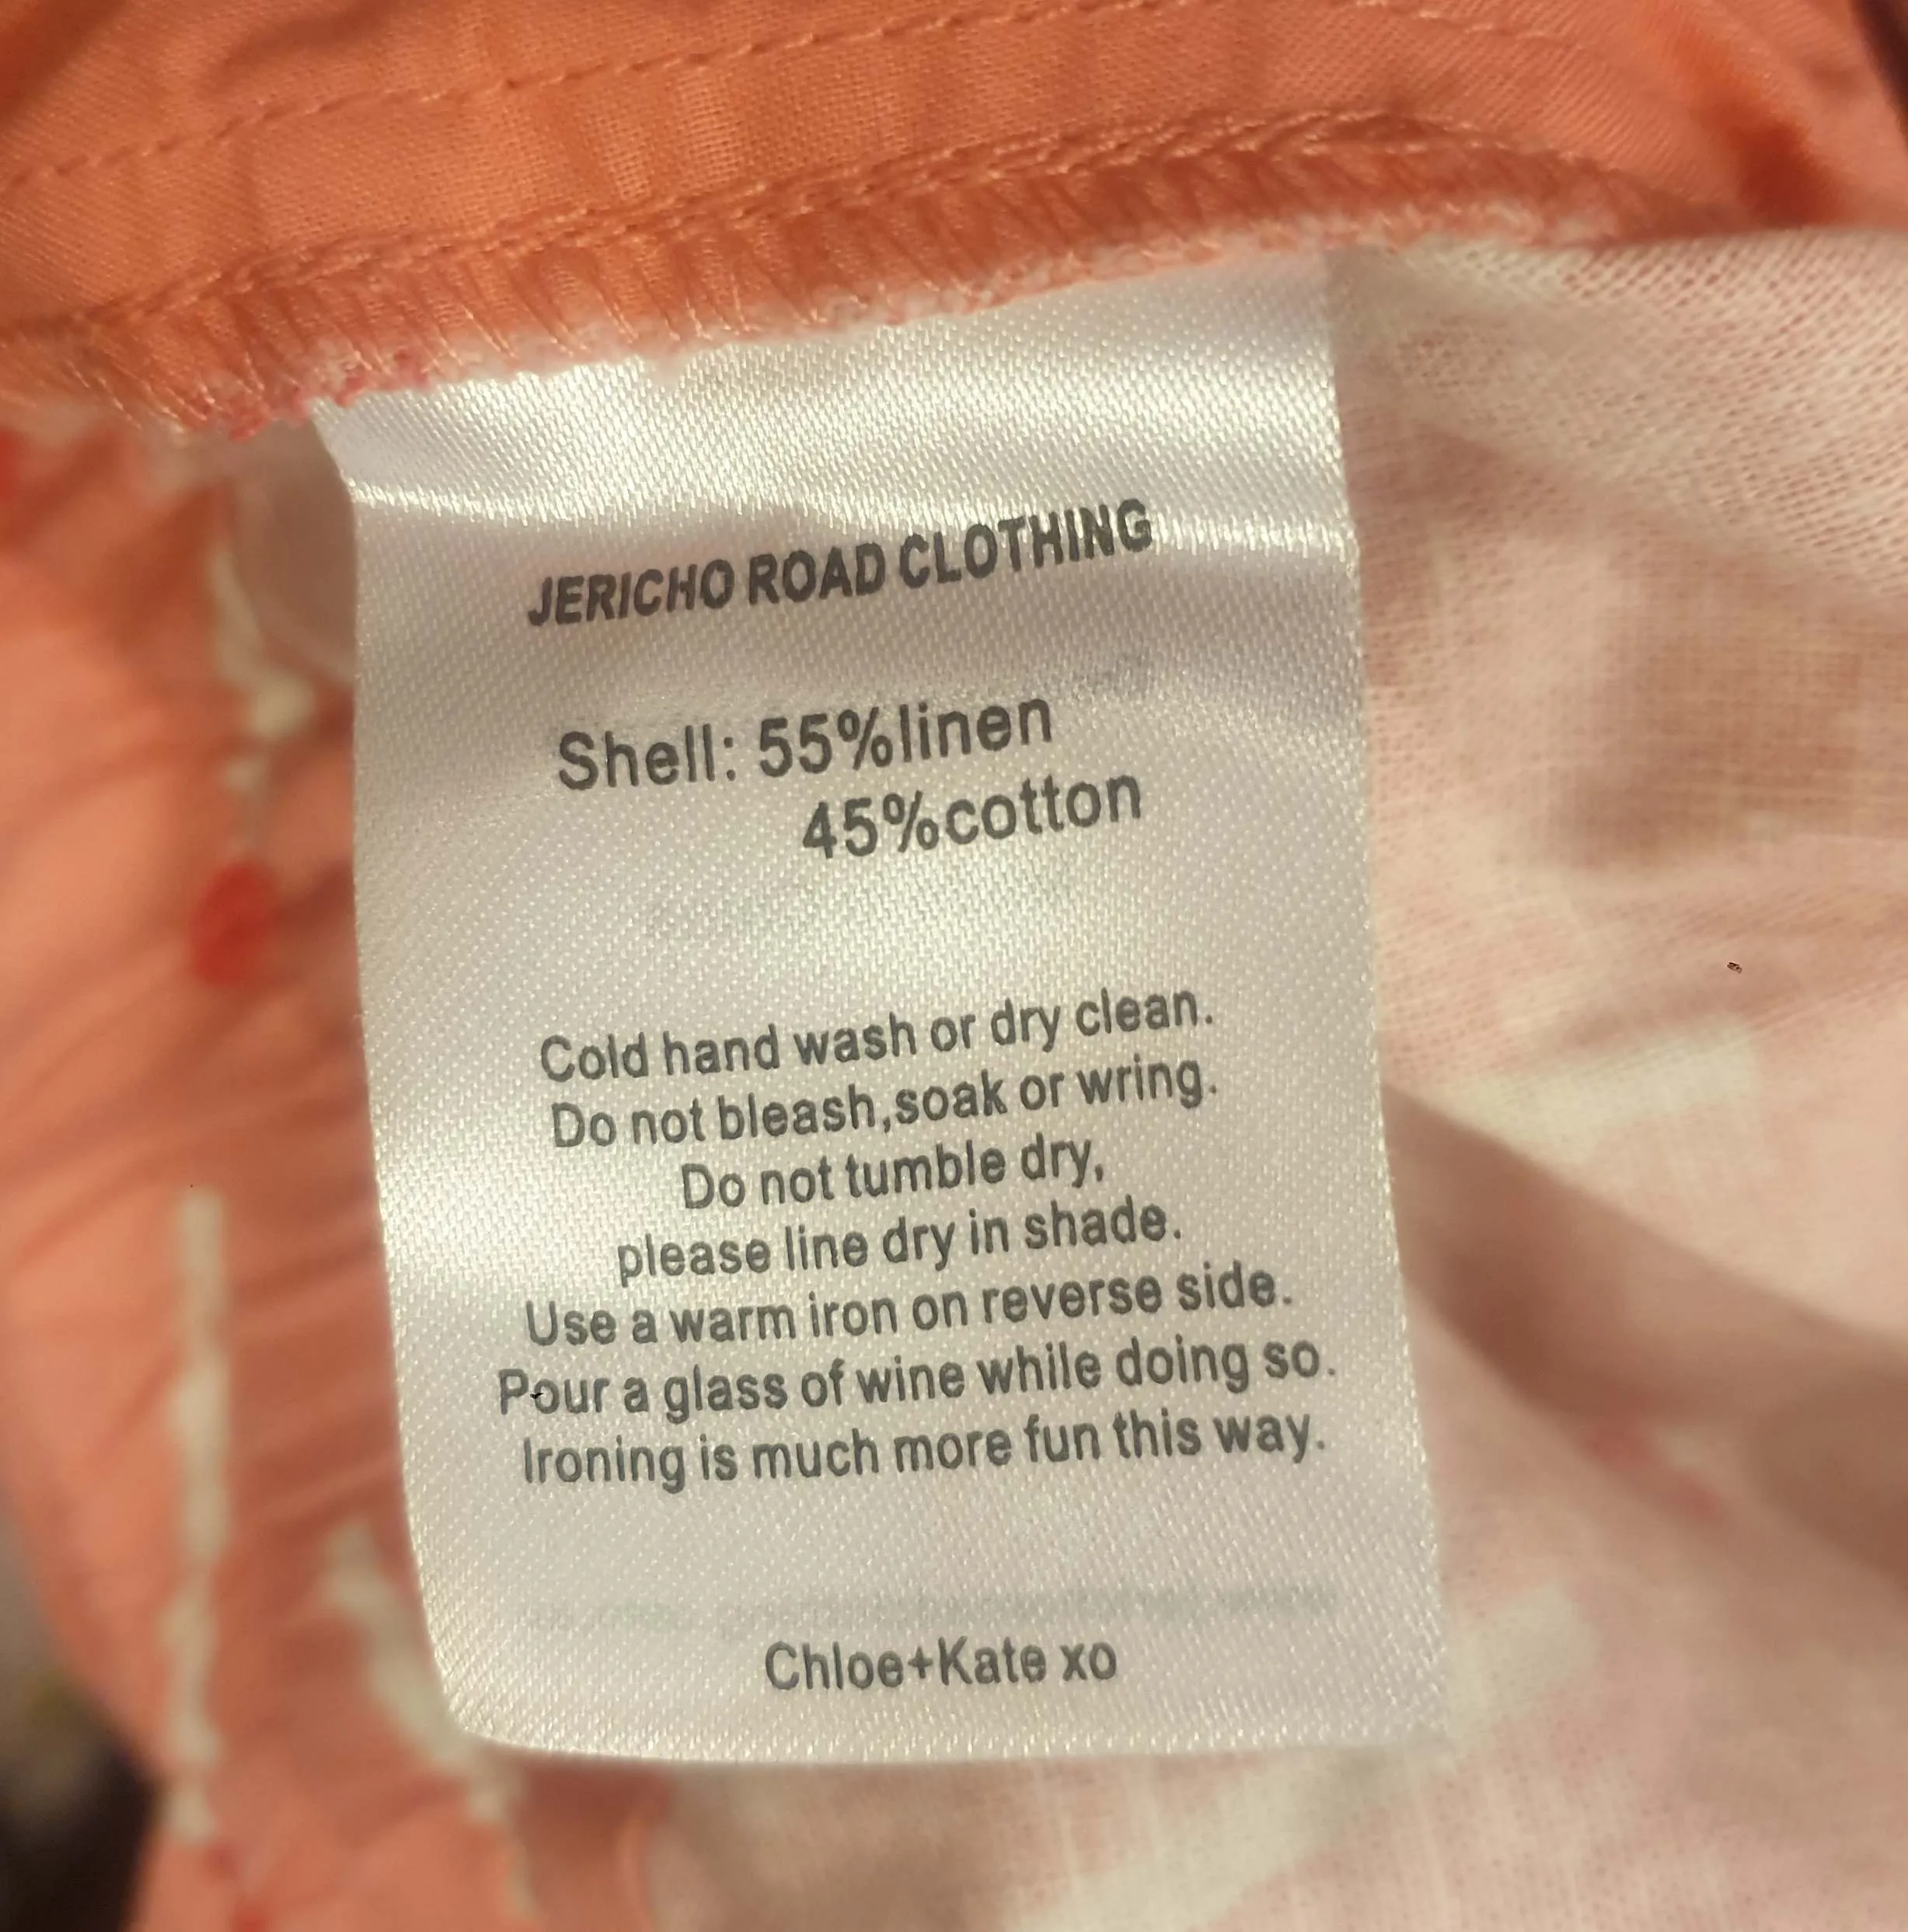 JERICHO ROAD CLOTHING
Shell: 55%linen
45%cotton
Cold hand wash or dry clean.
Do not bleash,soak or wring.
Do not tumble dry,
please line dry in shade.
Use a warm iron on reverse side.
Pour a glass of wine while doing so.
Ironing is much more fun this way.
Chloe+Kate xo